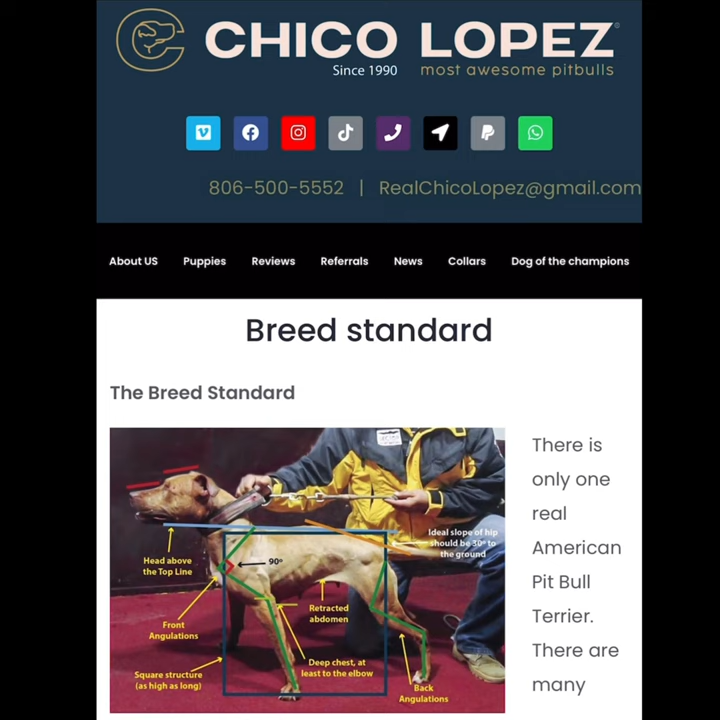 CHICO LOPEZ
Since 1990 most awesome pitbulls
806-500-5552 | RealChicoLopez@gmail.com
About US Puppies Reviews Referrals News Collars Dog of the champions
Breed standard
The Breed Standard
There is
only one
real
American
Pit Bull
Terrier.
There are
many
Ideal slope of hip
should be 30º to
the ground
Head above
the Top Line
90º
Retracted
abdomen
Front
Angulations
Deep chest, at
least to the elbow
Square structure
(as high as long)
Back
Angulations